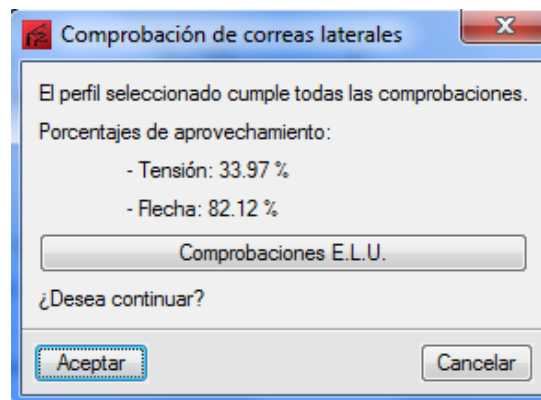 Comprobación de correas laterales
El perfil seleccionado cumple todas las comprobaciones.
Porcentajes de aprovechamiento:
- Tensión: 33.97 %
- Flecha: 82.12 %
Comprobaciones E.L.U.
¿Desea continuar?
Aceptar
Cancelar